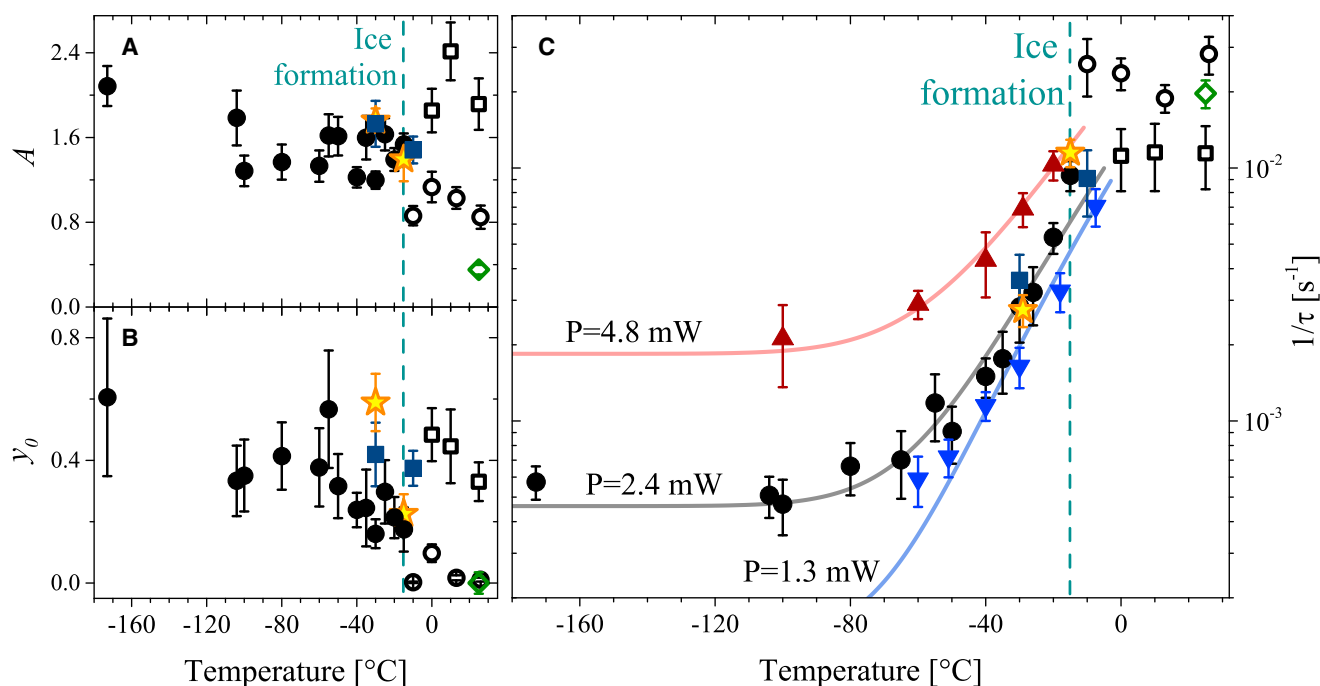 A
Ice
formation
2.4
1.6
0.8
0.0
A
B
0.8
0.4
0.0
y0
-160 -120 -80 -40 0
Temperature [°C]
C
Ice
formation
P=4.8 mW
P=2.4 mW
P=1.3 mW
10-2
10-3
1/τ [s-1]
-160 -120 -80 -40 0
Temperature [°C]